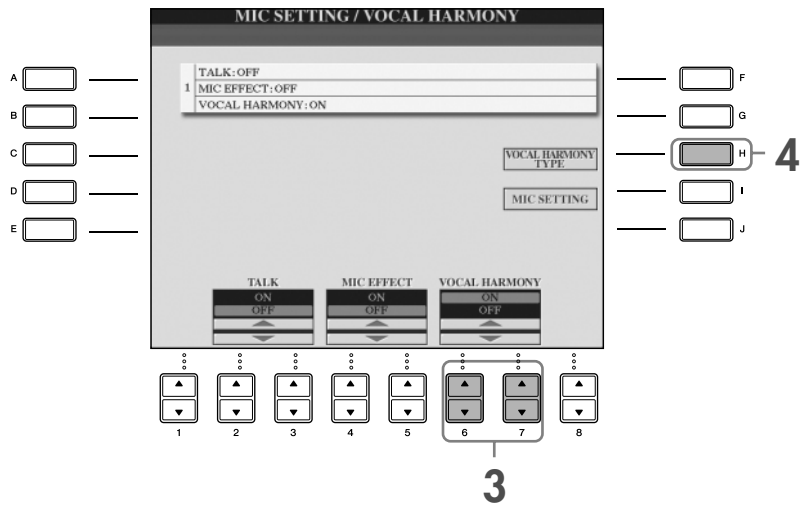 MIC SETTING / VOCAL HARMONY
TALK:OFF
1 MIC EFFECT:OFF
VOCAL HARMONY:ON
A
B
C
D
E
F
G
H
I
J
4
VOCAL HARMONY
TYPE
MIC SETTING
TALK MIC EFFECT VOCAL HARMONY
ON ON ON
OFF OFF OFF
1 2 3 4 5 6 7 8
3